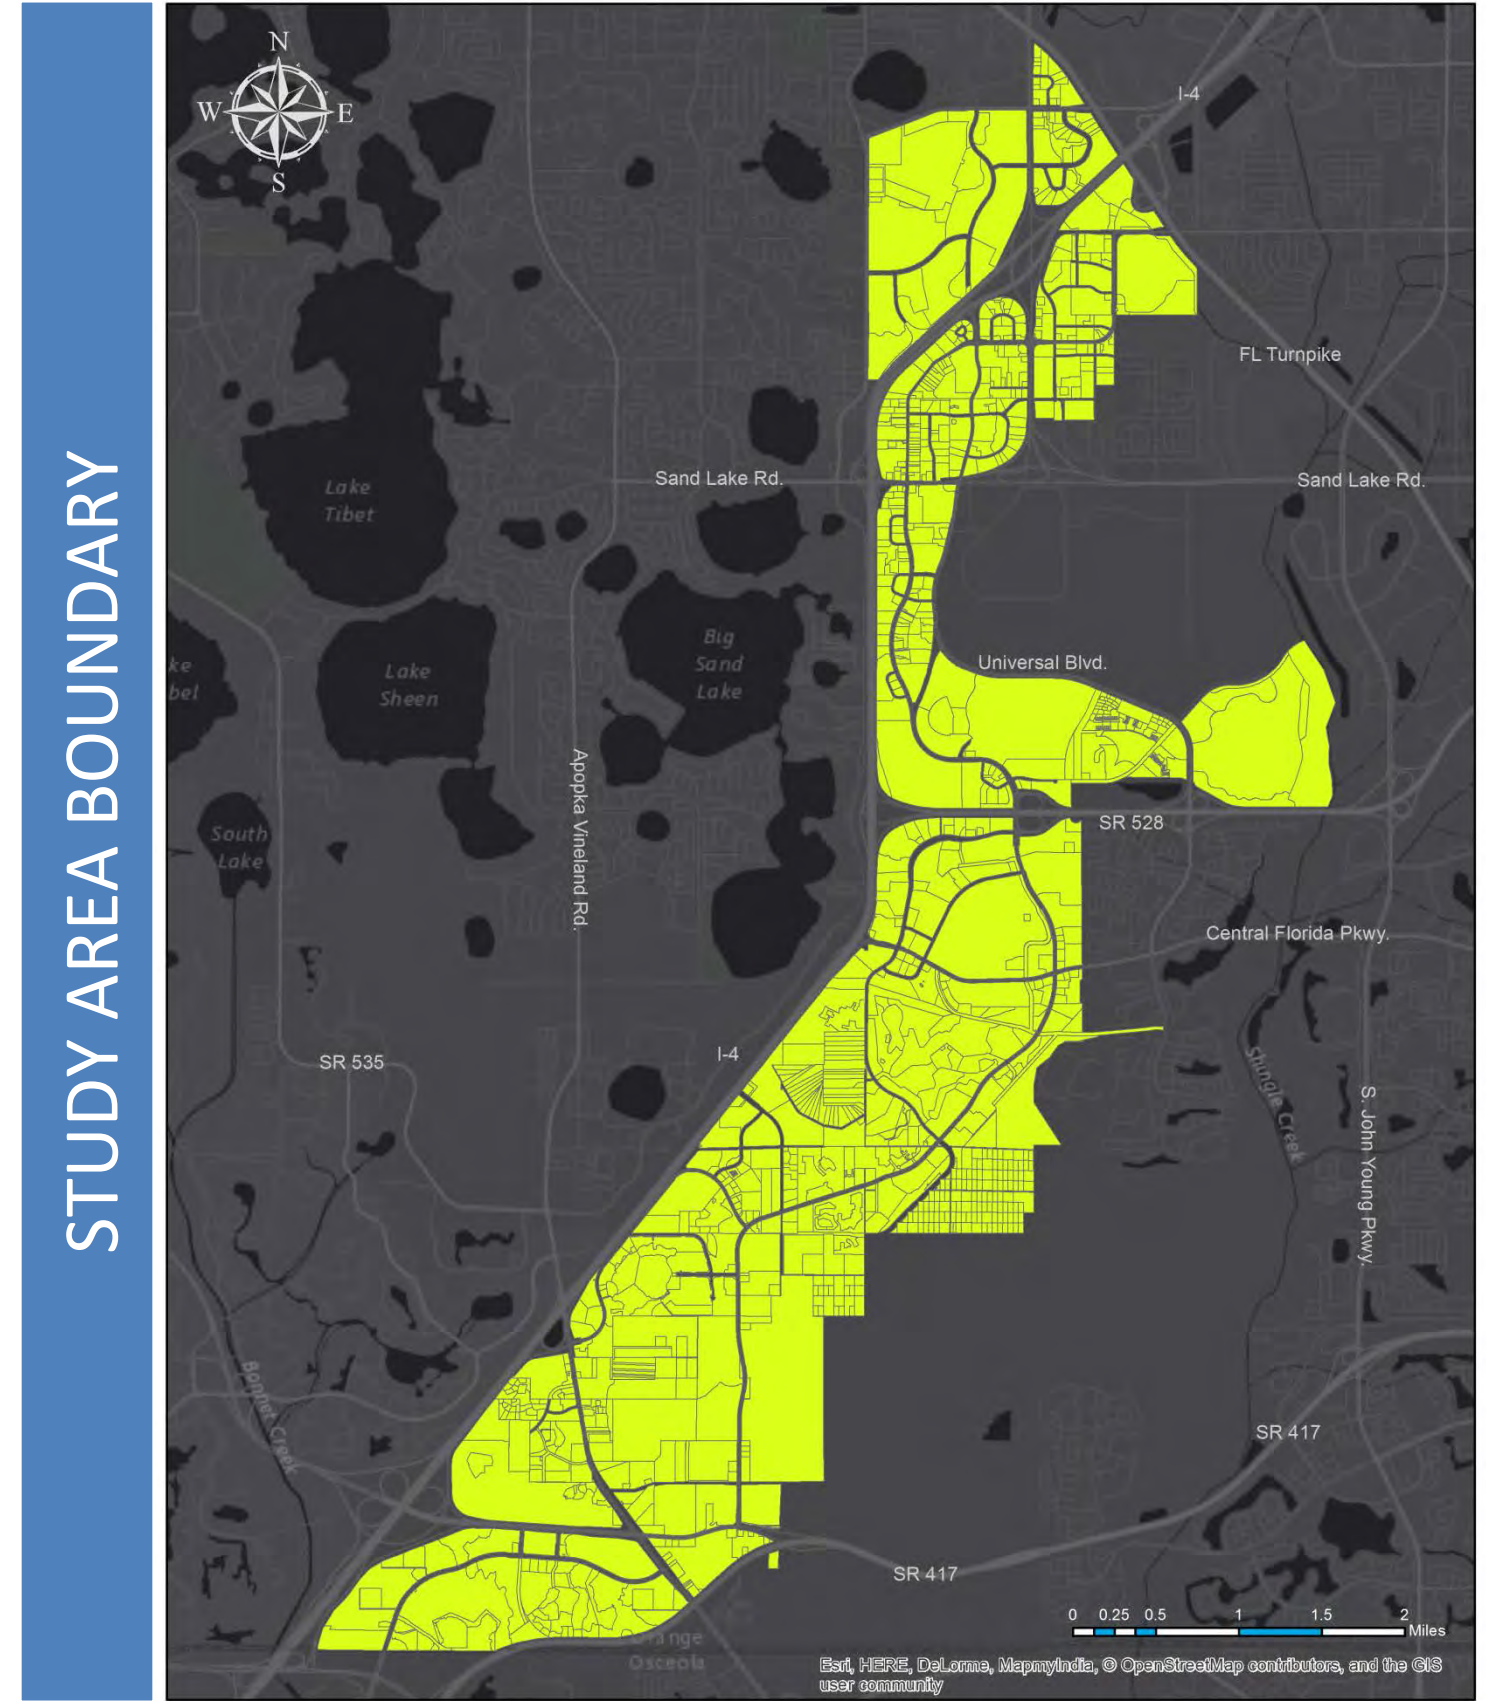 STUDY AREA BOUNDARY
N
W
E
S
I-4
FL Turnpike
Sand Lake Rd.
Sand Lake Rd.
Lake
Tibet
Big
Sand
Lake
Universal Blvd.
ke
bel
Lake
Sheen
Apopka Vineland Rd.
South
Lake
SR 528
Central Florida Pkwy.
I-4
SR 535
Shingle Creek
S. John Young Pkwy.
Bonnet Creek
SR 417
SR 417
Orange
Osceola
0 0.25 0.5 1 1.5 2
Miles
Esri, HERE, DeLorme, MapmyIndia, © OpenStreetMap contributors, and the GIS
user community